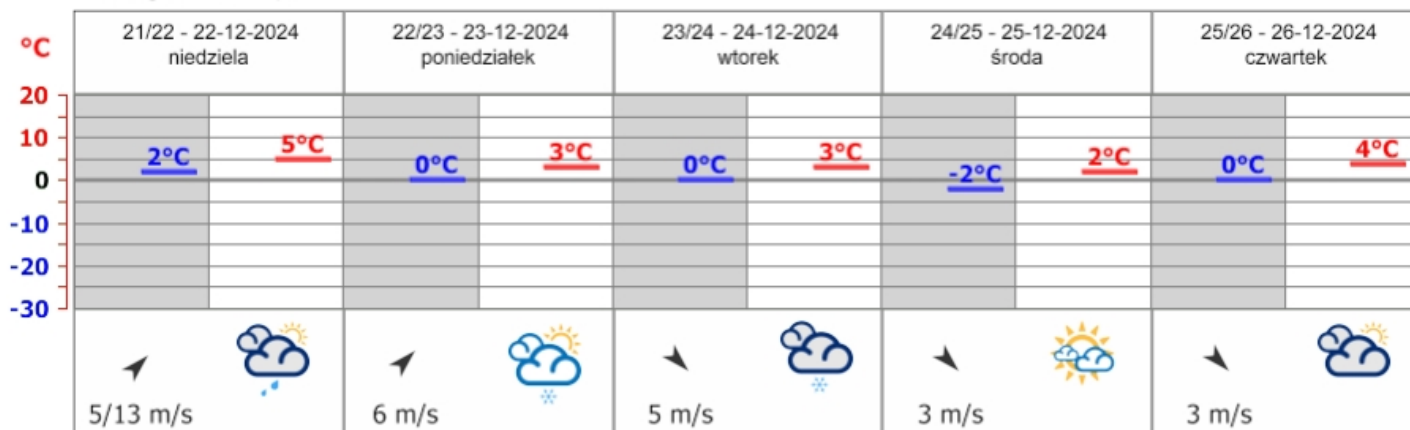 °C
21/22 - 22-12-2024
niedziela
22/23 - 23-12-2024
poniedziałek
23/24 - 24-12-2024
wtorek
24/25 - 25-12-2024
środa
25/26 - 26-12-2024
czwartek
20
10
0
-10
-20
-30
2°C
5°C
0°C
3°C
0°C
3°C
-2°C
2°C
0°C
4°C
5/13 m/s
6 m/s
5 m/s
3 m/s
3 m/s